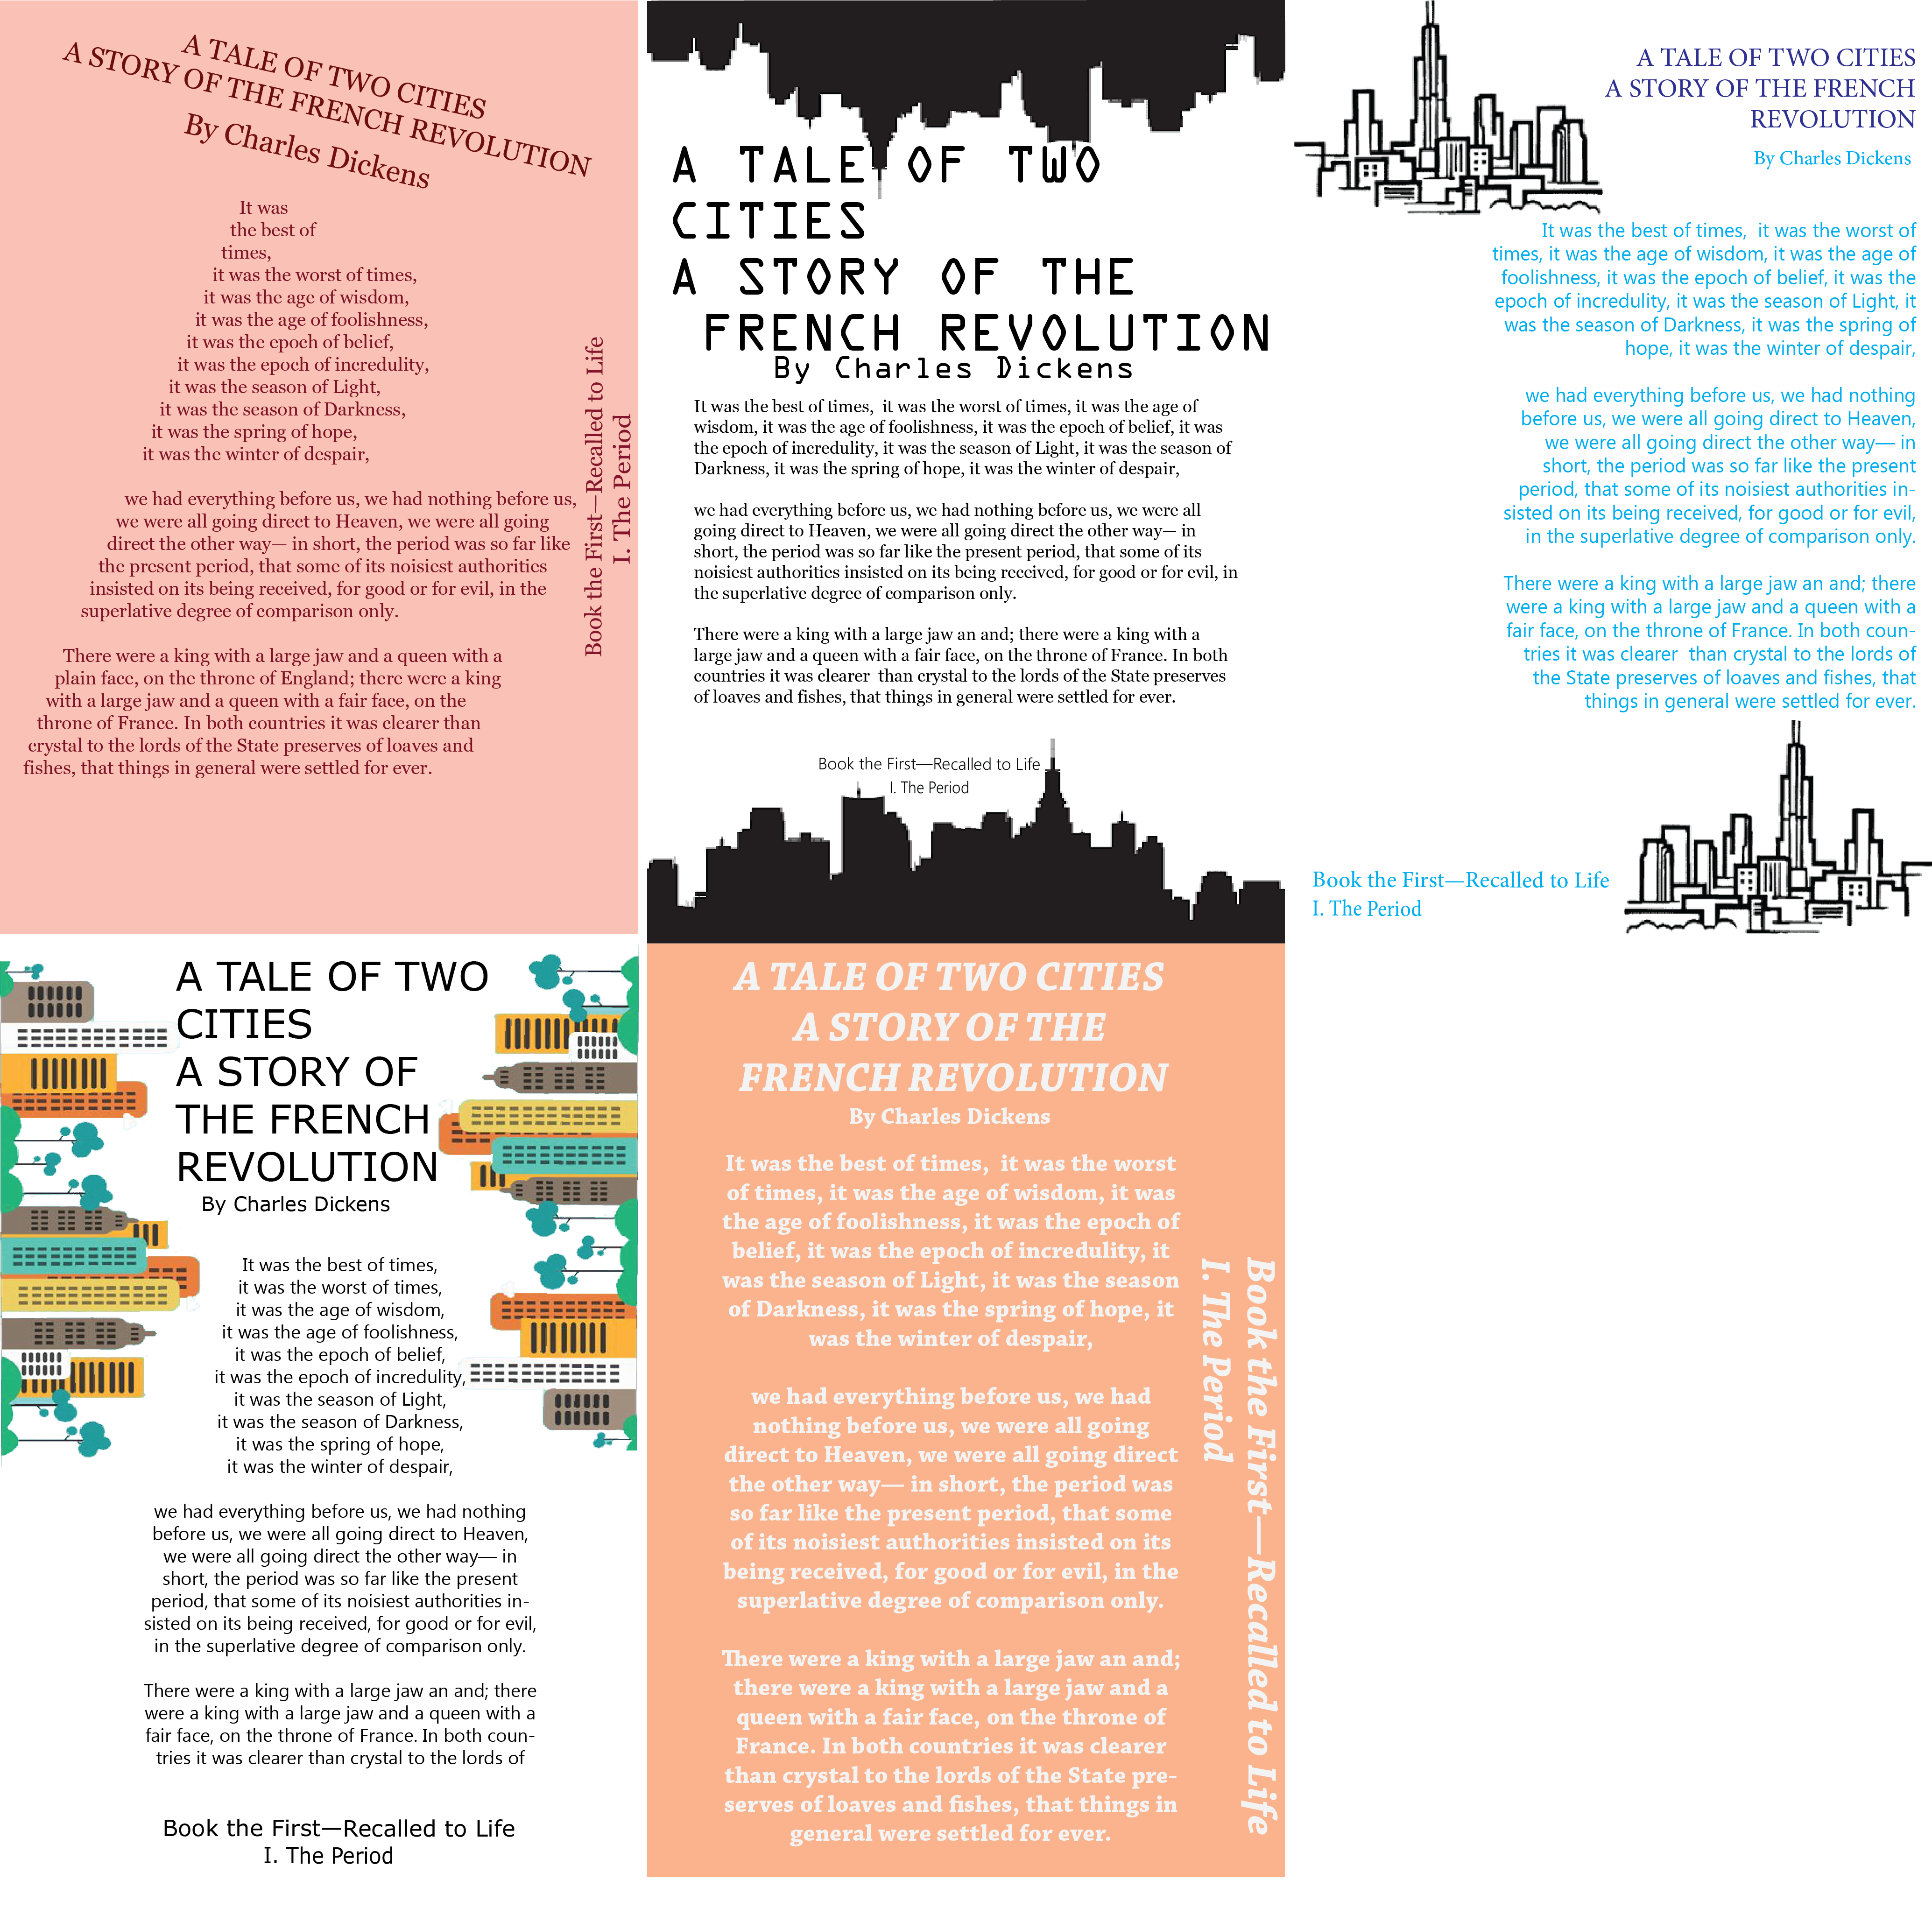 A TALE OF TWO CITIES
A STORY OF THE FRENCH REVOLUTION
By Charles Dickens
It was
the best of
times,
it was the worst of times,
it was the age of wisdom,
it was the age of foolishness,
it was the epoch of belief,
it was the epoch of incredulity,
it was the season of Light,
it was the season of Darkness,
it was the spring of hope,
it was the winter of despair,
we had everything before us, we had nothing before us,
we were all going direct to Heaven, we were all going
direct the other way— in short, the period was so far like
the present period, that some of its noisiest authorities
insisted on its being received, for good or for evil, in the
superlative degree of comparison only.
There were a king with a large jaw and a queen with a
plain face, on the throne of England; there were a king
with a large jaw and a queen with a fair face, on the
throne of France. In both countries it was clearer than
crystal to the lords of the State preserves of loaves and
fishes, that things in general were settled for ever.
Book the First—Recalled to Life
I. The Period
A TALE OF TWO
CITIES
A STORY OF THE
FRENCH REVOLUTION
By Charles Dickens
It was the best of times,  it was the worst of times, it was the age of
wisdom, it was the age of foolishness, it was the epoch of belief, it was
the epoch of incredulity, it was the season of Light, it was the season of
Darkness, it was the spring of hope, it was the winter of despair,
we had everything before us, we had nothing before us, we were all
going direct to Heaven, we were all going direct the other way— in
short, the period was so far like the present period, that some of its
noisiest authorities insisted on its being received, for good or for evil, in
the superlative degree of comparison only.
There were a king with a large jaw an and; there were a king with a
large jaw and a queen with a fair face, on the throne of France. In both
countries it was clearer  than crystal to the lords of the State preserves
of loaves and fishes, that things in general were settled for ever.
Book the First—Recalled to Life
I. The Period
A TALE OF TWO CITIES
A STORY OF THE FRENCH
REVOLUTION
By Charles Dickens
It was the best of times,  it was the worst of
times, it was the age of wisdom, it was the age of
foolishness, it was the epoch of belief, it was the
epoch of incredulity, it was the season of Light, it
was the season of Darkness, it was the spring of
hope, it was the winter of despair,
we had everything before us, we had nothing
before us, we were all going direct to Heaven,
we were all going direct the other way— in
short, the period was so far like the present
period, that some of its noisiest authorities in-
sisted on its being received, for good or for evil,
in the superlative degree of comparison only.
There were a king with a large jaw an and; there
were a king with a large jaw and a queen with a
fair face, on the throne of France. In both coun-
tries it was clearer  than crystal to the lords of
the State preserves of loaves and fishes, that
things in general were settled for ever.
Book the First—Recalled to Life
I. The Period
A TALE OF TWO
CITIES
A STORY OF
THE FRENCH
REVOLUTION
By Charles Dickens
It was the best of times,
it was the worst of times,
it was the age of wisdom,
it was the age of foolishness,
it was the epoch of belief,
it was the epoch of incredulity,
it was the season of Light,
it was the season of Darkness,
it was the spring of hope,
it was the winter of despair,
we had everything before us, we had nothing
before us, we were all going direct to Heaven,
we were all going direct the other way— in
short, the period was so far like the present
period, that some of its noisiest authorities in-
sisted on its being received, for good or for evil,
in the superlative degree of comparison only.
There were a king with a large jaw an and; there
were a king with a large jaw and a queen with a
fair face, on the throne of France. In both coun-
tries it was clearer than crystal to the lords of
Book the First—Recalled to Life
I. The Period
A TALE OF TWO CITIES
A STORY OF THE
FRENCH REVOLUTION
By Charles Dickens
It was the best of times,  it was the worst
of times, it was the age of wisdom, it was
the age of foolishness, it was the epoch of
belief, it was the epoch of incredulity, it
was the season of Light, it was the season
of Darkness, it was the spring of hope, it
was the winter of despair,
we had everything before us, we had
nothing before us, we were all going
direct to Heaven, we were all going direct
the other way— in short, the period was
so far like the present period, that some
of its noisiest authorities insisted on its
being received, for good or for evil, in the
superlative degree of comparison only.
There were a king with a large jaw an and;
there were a king with a large jaw and a
queen with a fair face, on the throne of
France. In both countries it was clearer
than crystal to the lords of the State pre-
serves of loaves and fishes, that things in
general were settled for ever.
Book the First—Recalled to Life
I. The Period